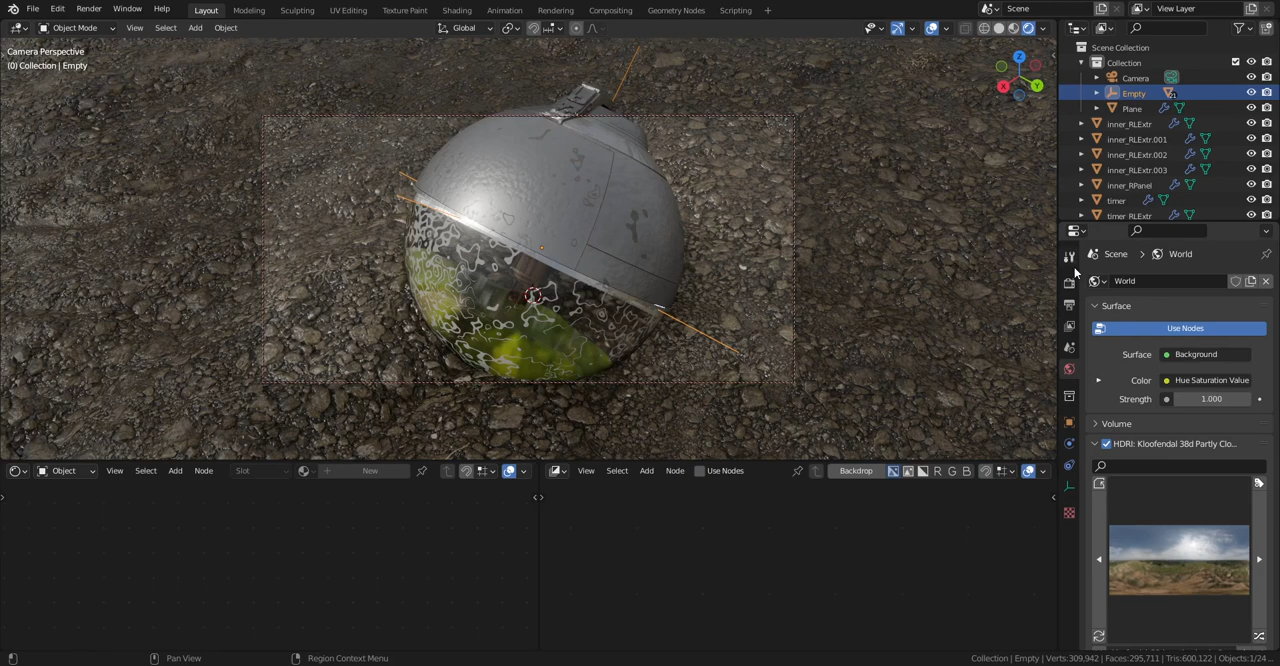 File Edit Render Window Help Layout Modeling Sculpting UV Editing Texture Paint Shading Animation Rendering Compositing Geometry Nodes Scripting + Scene View Layer
Object Mode View Select Add Object Global
Camera Perspective
(0) Collection | Empty
Z
X
Y
Scene Collection
Collection
Camera
Empty
Plane
inner_RLExtr
inner_RLExtr.001
inner_RLExtr.002
inner_RLExtr.003
inner_RPanel
timer
timer_RLExtr
Scene > World
World
Surface
Use Nodes
Surface Background
Color Hue Saturation Value
Strength 1.000
Volume
HDRI: Kloofendal 38d Partly Clo...
Object View Select Add Node Slot New
View Select Add Node Use Nodes Backdrop R G B
Pan View Region Context Menu Collection | Empty | Verts:309,942 | Faces:295,711 | Tris:600,122 | Objects:1/24